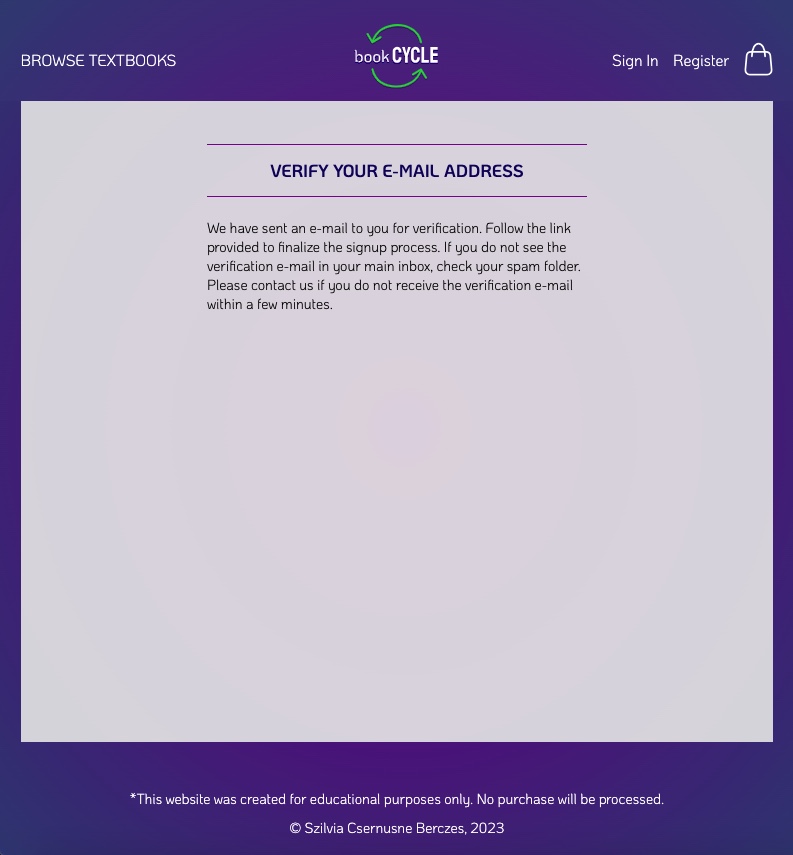 BROWSE TEXTBOOKS
book CYCLE
Sign In
Register
VERIFY YOUR E-MAIL ADDRESS
We have sent an e-mail to you for verification. Follow the link
provided to finalize the signup process. If you do not see the
verification e-mail in your main inbox, check your spam folder.
Please contact us if you do not receive the verification e-mail
within a few minutes.
*This website was created for educational purposes only. No purchase will be processed.
© Szilvia Csernusne Berczes, 2023